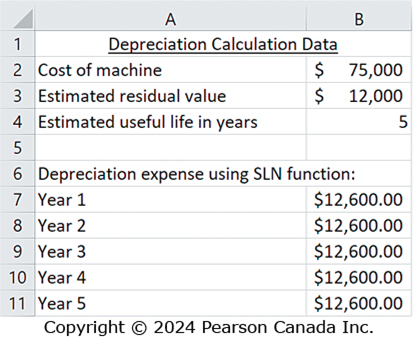 A B
1 Depreciation Calculation Data
2 Cost of machine $ 75,000
3 Estimated residual value $ 12,000
4 Estimated useful life in years 5
5
6 Depreciation expense using SLN function:
7 Year 1 $12,600.00
8 Year 2 $12,600.00
9 Year 3 $12,600.00
10 Year 4 $12,600.00
11 Year 5 $12,600.00
Copyright © 2024 Pearson Canada Inc.